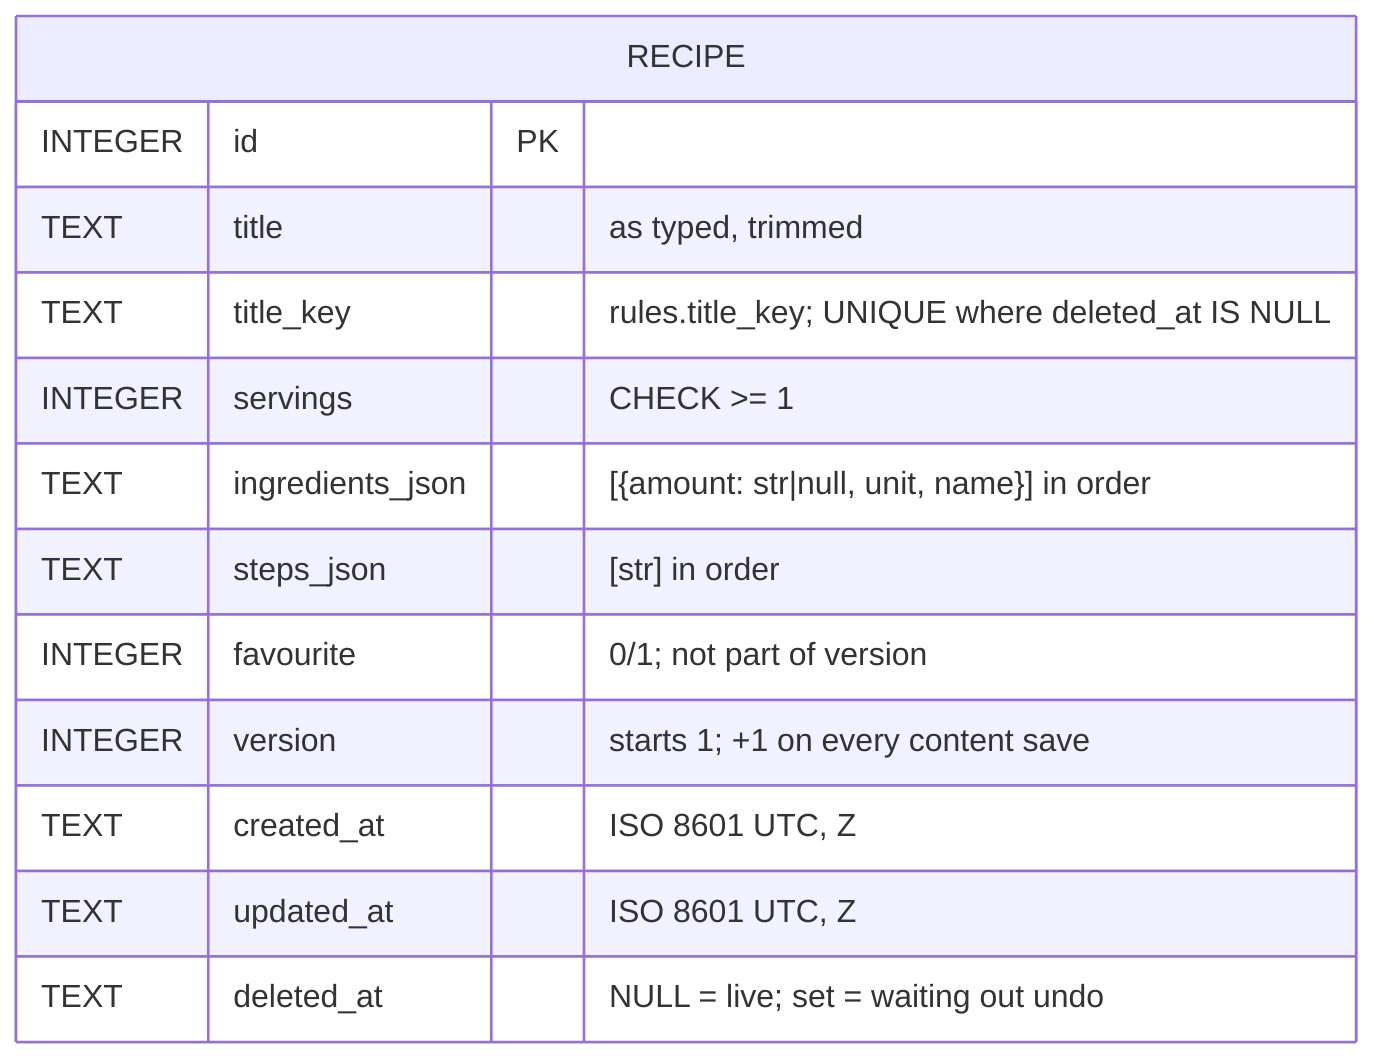 RECIPE
INTEGER id PK
TEXT title as typed, trimmed
TEXT title_key rules.title_key; UNIQUE where deleted_at IS NULL
INTEGER servings CHECK >= 1
TEXT ingredients_json [{amount: str|null, unit, name}] in order
TEXT steps_json [str] in order
INTEGER favourite 0/1; not part of version
INTEGER version starts 1; +1 on every content save
TEXT created_at ISO 8601 UTC, Z
TEXT updated_at ISO 8601 UTC, Z
TEXT deleted_at NULL = live; set = waiting out undo